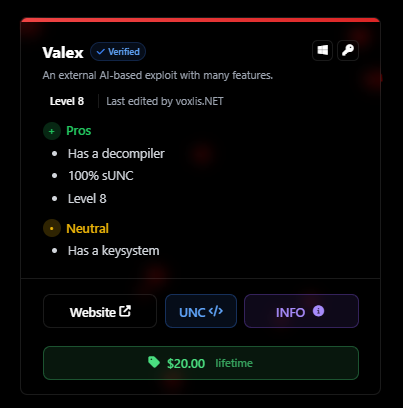 Valex Verified
An external AI-based exploit with many features.
Level 8 Last edited by voxlis.NET
+ Pros
• Has a decompiler
• 100% sUNC
• Level 8
• Neutral
• Has a keysystem
Website UNC </> INFO
$20.00 lifetime